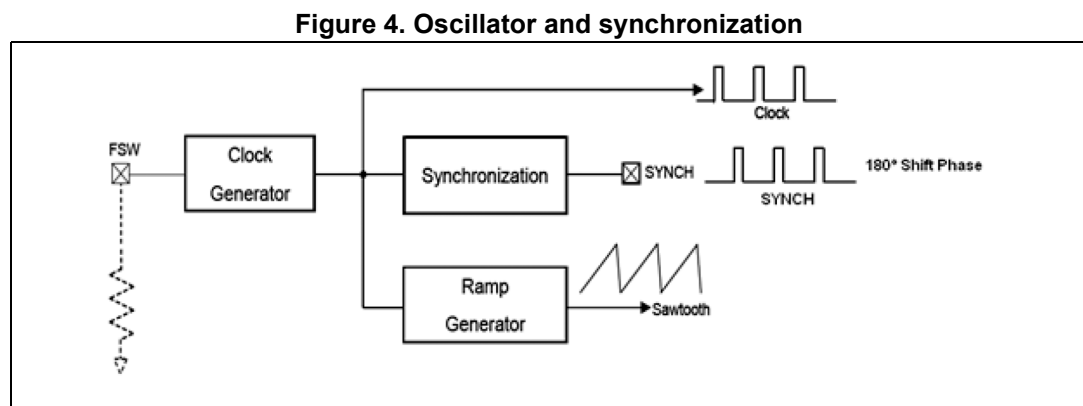 Figure 4. Oscillator and synchronization
Clock
FSW
Clock
Generator
Synchronization
SYNCH
180° Shift Phase
SYNCH
Ramp
Generator
Sawtooth